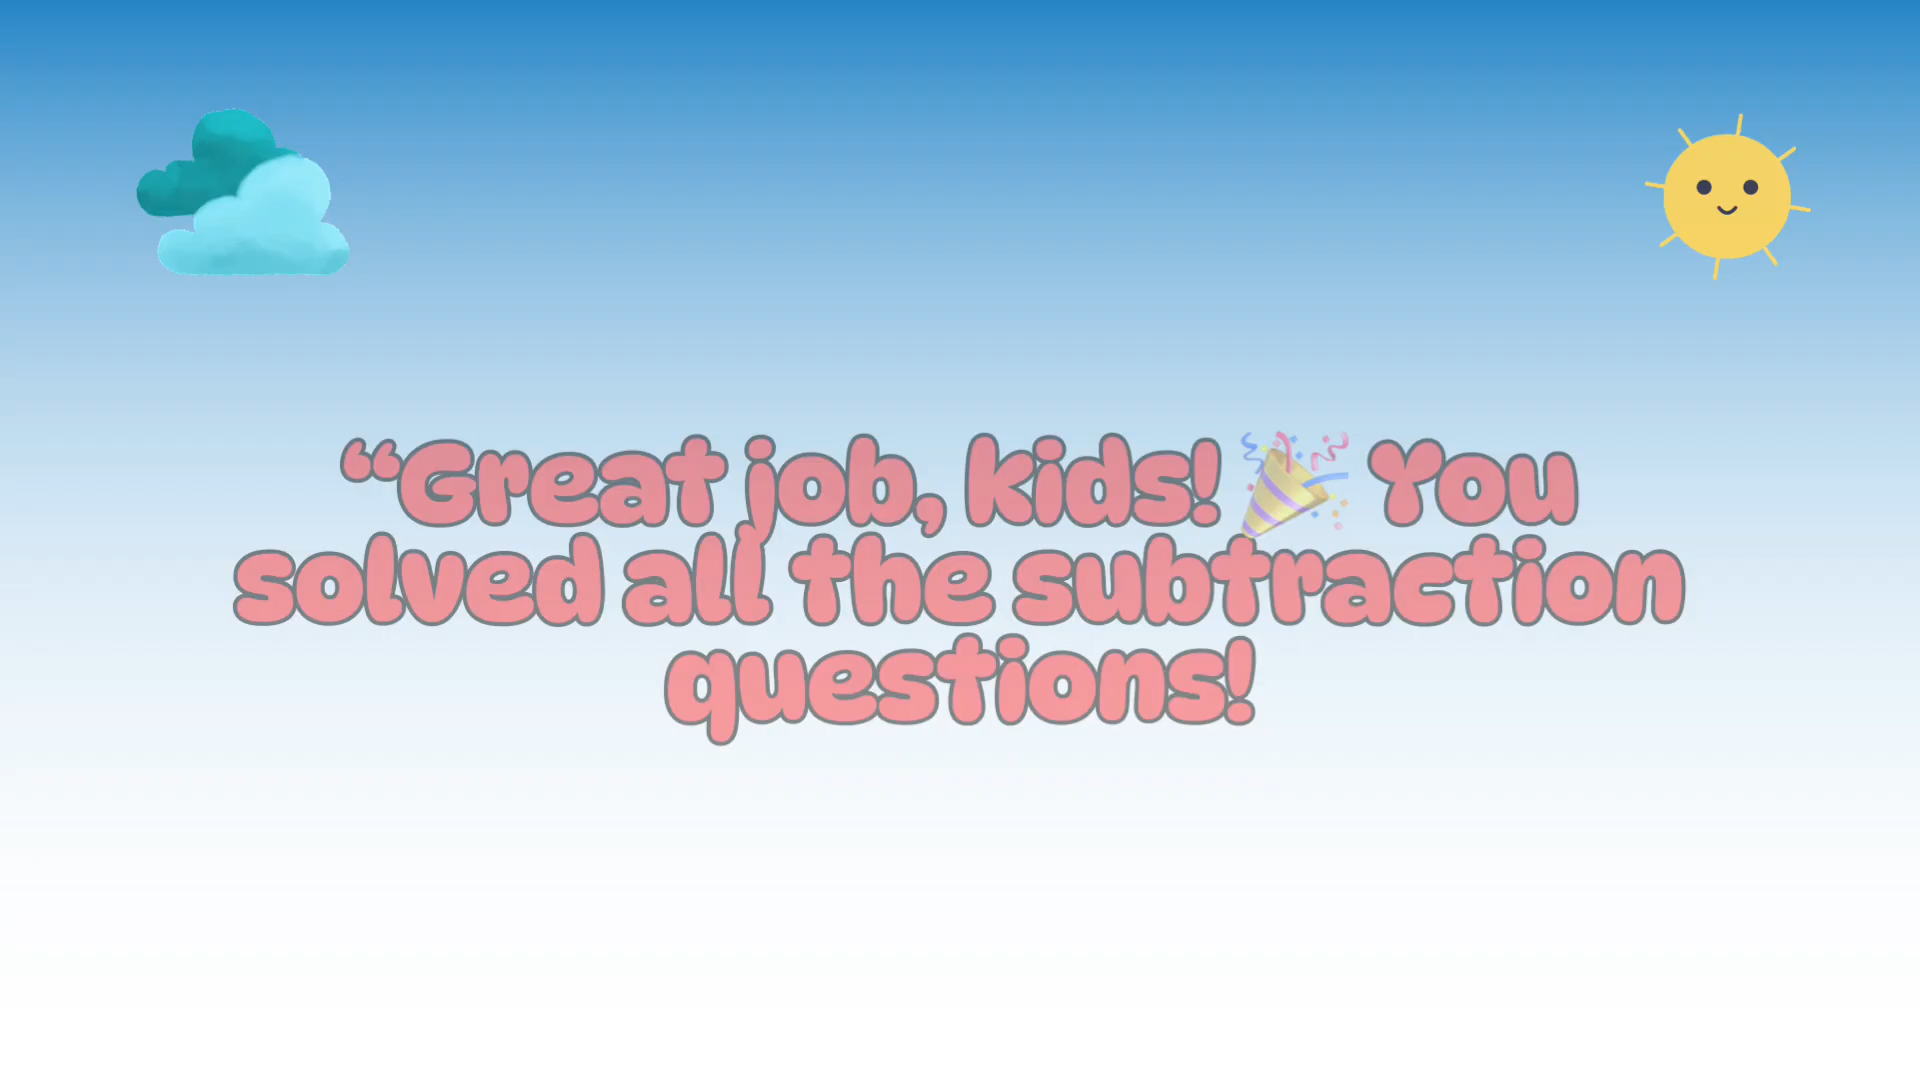 “Great job, kids! 🎉 You
solved all the subtraction
questions!